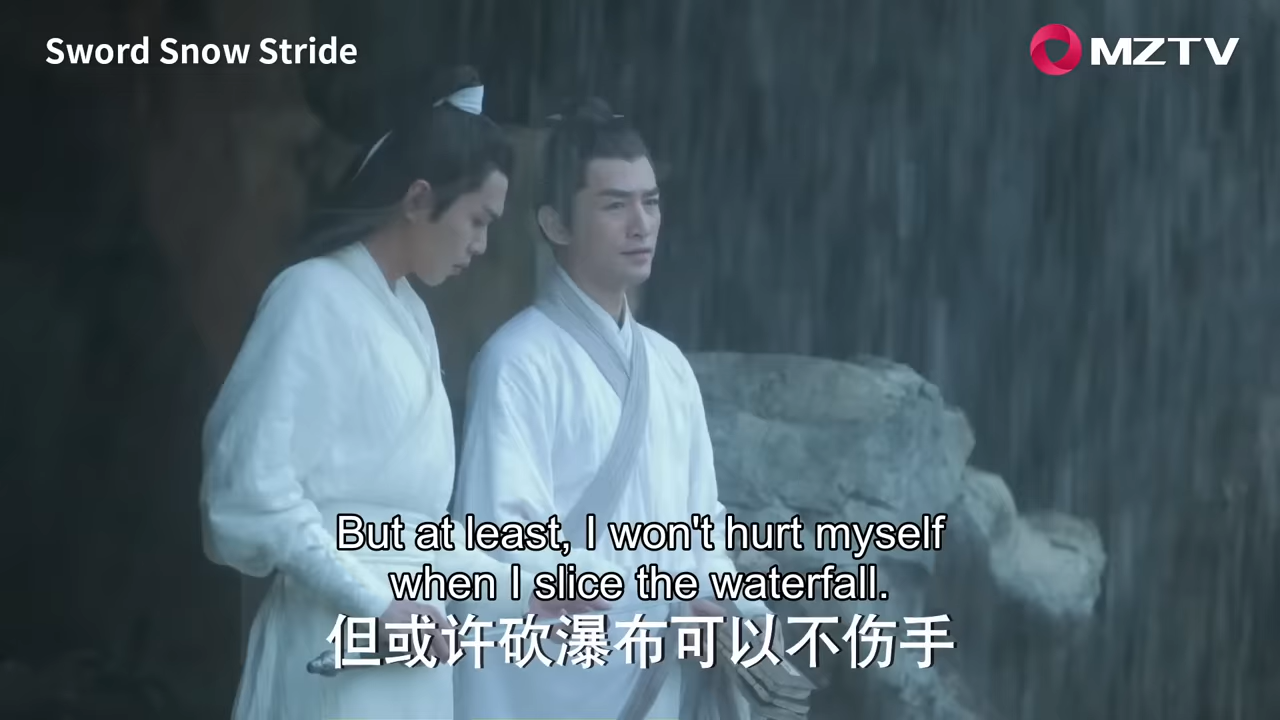 Sword Snow Stride
MZTV
But at least, I won't hurt myself
when I slice the waterfall.
但或许砍瀑布可以不伤手